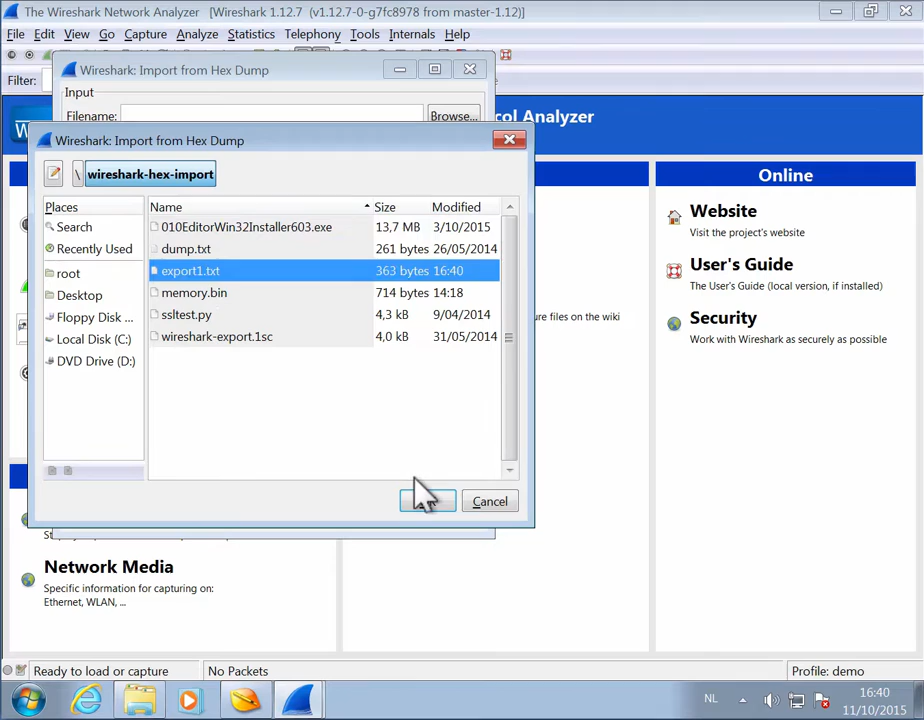 The Wireshark Network Analyzer [Wireshark 1.12.7 (v1.12.7-0-g7fc8978 from master-1.12)]
File Edit View Go Capture Analyze Statistics Telephony Tools Internals Help
Wireshark: Import from Hex Dump
Filter:
Input
Filename:
Browse...
col Analyzer
Wireshark: Import from Hex Dump
\ wireshark-hex-import
Places
Search
Recently Used
root
Desktop
Floppy Disk ...
Local Disk (C:)
DVD Drive (D:)
Name Size Modified
010EditorWin32Installer603.exe 13,7 MB 3/10/2015
dump.txt 261 bytes 26/05/2014
export1.txt 363 bytes 16:40
memory.bin 714 bytes 14:18
ssltest.py 4,3 kB 9/04/2014
wireshark-export.1sc 4,0 kB 31/05/2014
Cancel
Online
Website
Visit the project's website
User's Guide
The User's Guide (local version, if installed)
Security
Work with Wireshark as securely as possible
ure files on the wiki
Network Media
Specific information for capturing on:
Ethernet, WLAN, ...
Ready to load or capture
No Packets
Profile: demo
NL
16:40
11/10/2015